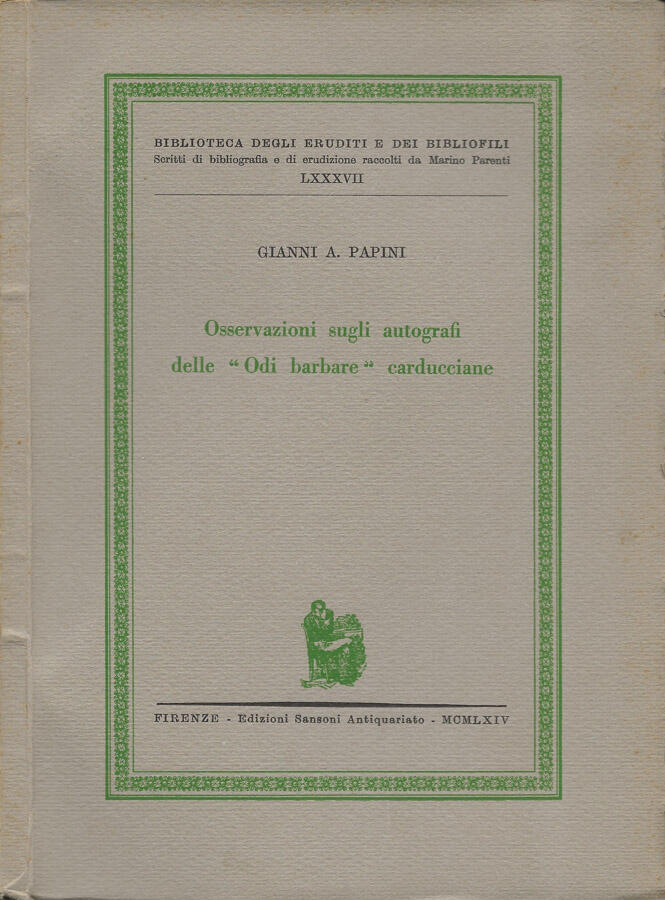 BIBLIOTECA DEGLI ERUDITI E DEI BIBLIOFILI
Scritti di bibliografia e di erudizione raccolti da Marino Parenti
LXXXVII
GIANNI A. PAPINI
Osservazioni sugli autografi
delle “Odi barbare” carducciane
FIRENZE - Edizioni Sansoni Antiquariato - MCMLXIV